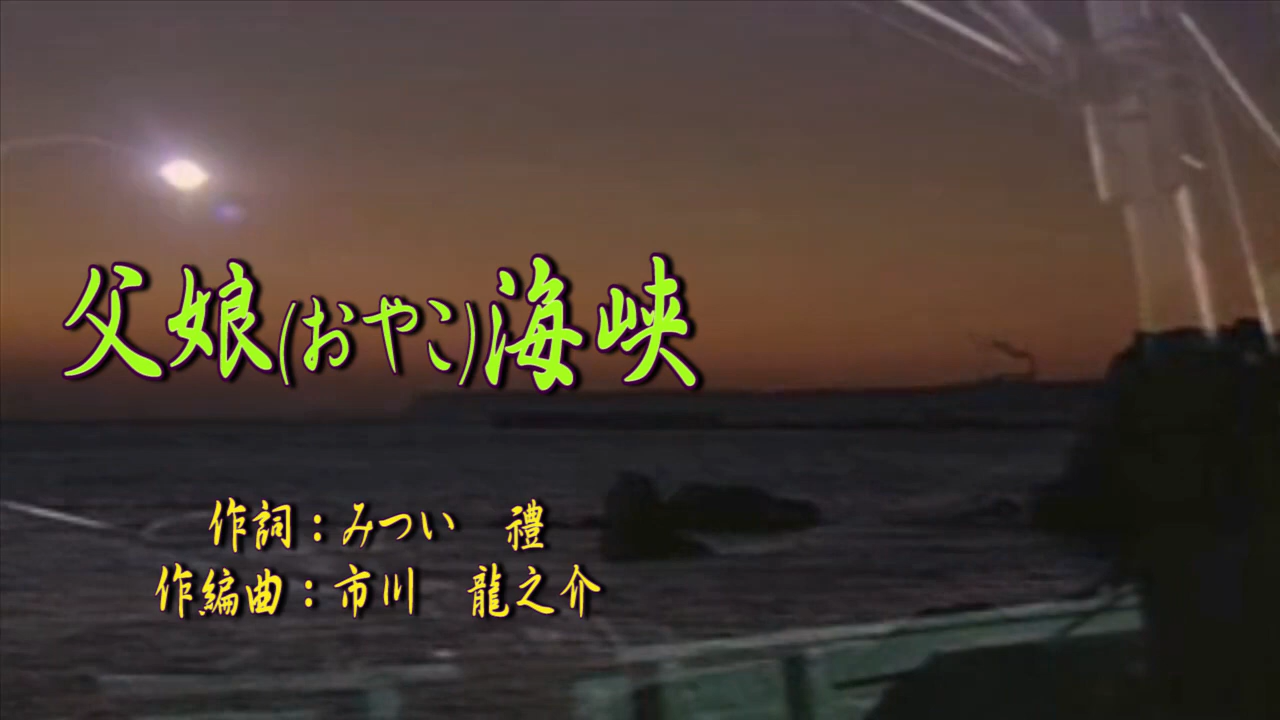 父娘(おやこ)海峡
作詞：みつい　禮
作編曲：市川　龍之介